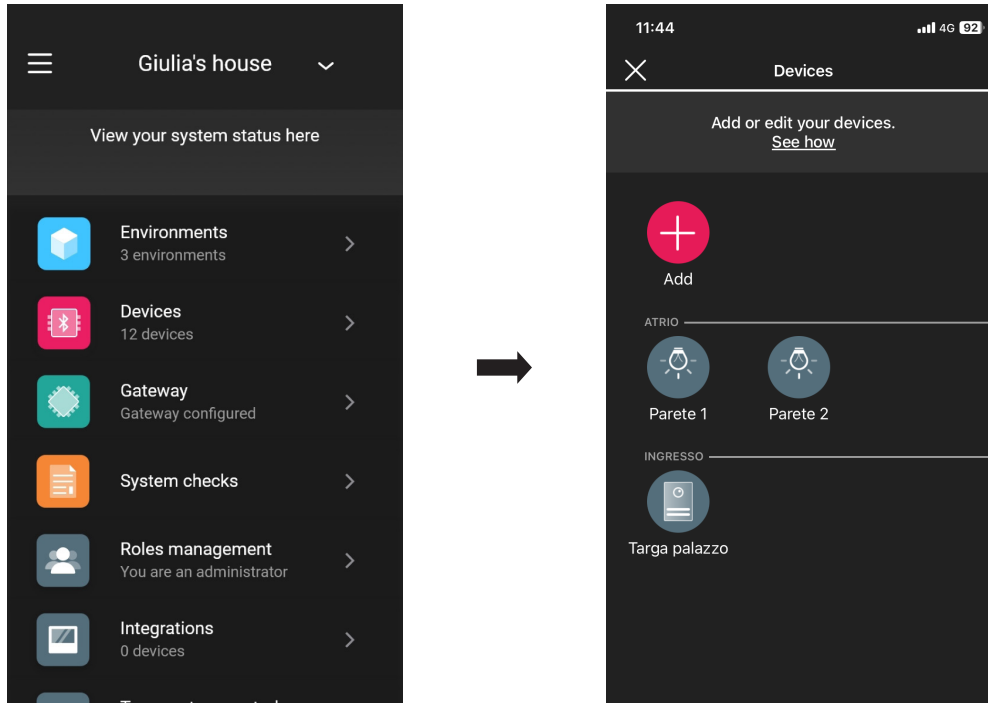 Giulia's house
View your system status here
Environments
3 environments
Devices
12 devices
Gateway
Gateway configured
System checks
Roles management
You are an administrator
Integrations
0 devices
11:44
4G 92
Devices
Add or edit your devices.
See how
Add
ATRIO
Parete 1 Parete 2
INGRESSO
Targa palazzo